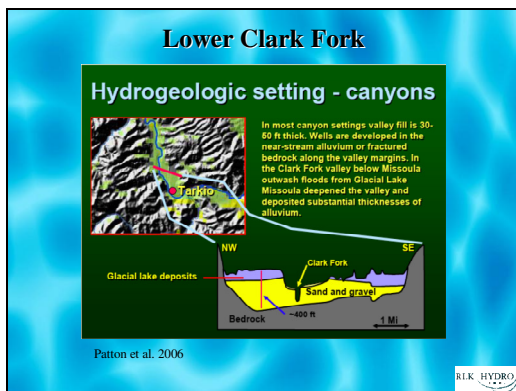 Lower Clark Fork
Hydrogeologic setting - canyons
In most canyon settings valley fill is 30-
50 ft thick. Wells are developed in the
near-stream alluvium or fractured
bedrock along the valley margins. In
the Clark Fork valley below Missoula
outwash floods from Glacial Lake
Missoula deepened the valley and
deposited substantial thicknesses of
alluvium.
Tarkio
NW
SE
Clark Fork
Glacial lake deposits
Sand and gravel
~400 ft
Bedrock
1 Mi
Patton et al. 2006
RLK HYDRO